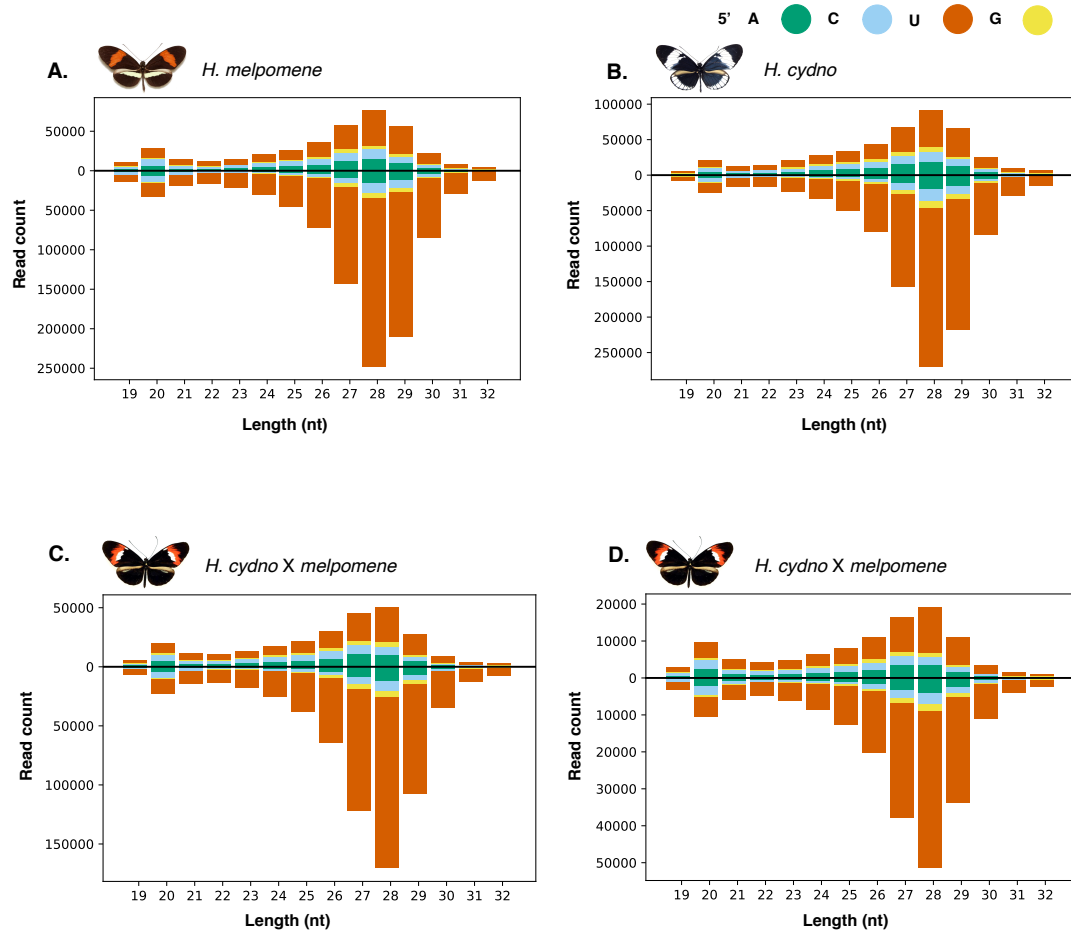 5’ A C U G
A. H. melpomene
B. H. cydno
50000
0
50000
100000
150000
200000
250000
Read count
19 20 21 22 23 24 25 26 27 28 29 30 31 32
Length (nt)
100000
50000
0
50000
100000
150000
200000
250000
Read count
19 20 21 22 23 24 25 26 27 28 29 30 31 32
Length (nt)
C. H. cydno X melpomene
D. H. cydno X melpomene
50000
0
50000
100000
150000
Read count
19 20 21 22 23 24 25 26 27 28 29 30 31 32
Length (nt)
20000
10000
0
10000
20000
30000
40000
50000
Read count
19 20 21 22 23 24 25 26 27 28 29 30 31 32
Length (nt)